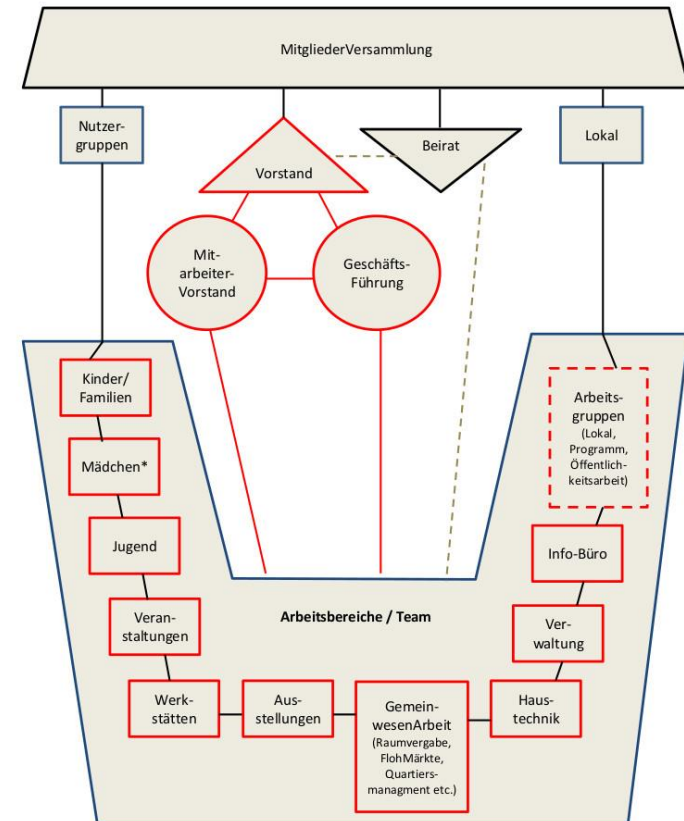 MitgliederVersammlung
Nutzer-
gruppen
Vorstand
Beirat
Lokal
Mit-
arbeiter-
Vorstand
Geschäfts-
Führung
Kinder/
Familien
Mädchen*
Jugend
Veran-
staltungen
Werk-
stätten
Aus-
stellungen
Gemein-
wesenArbeit
(Raumvergabe,
FlohMärkte,
Quartiers-
managment etc.)
Haus-
technik
Ver-
waltung
Info-Büro
Arbeits-
gruppen
(Lokal,
Programm,
Öffentlich-
keitsarbeit)
Arbeitsbereiche / Team